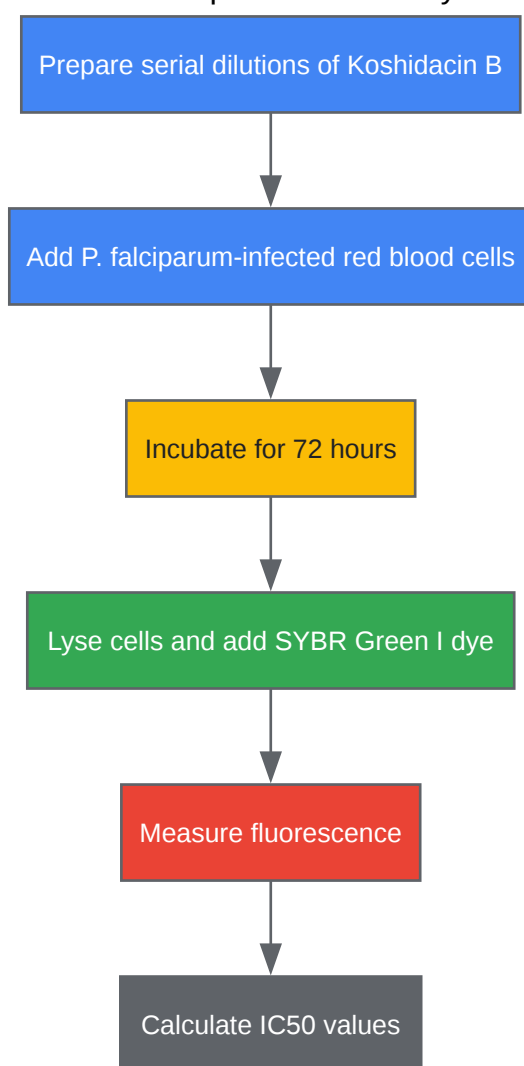 Prepare serial dilutions of Koshidacin B
Add P. falciparum-infected red blood cells
Incubate for 72 hours
Lyse cells and add SYBR Green I dye
Measure fluorescence
Calculate IC50 values